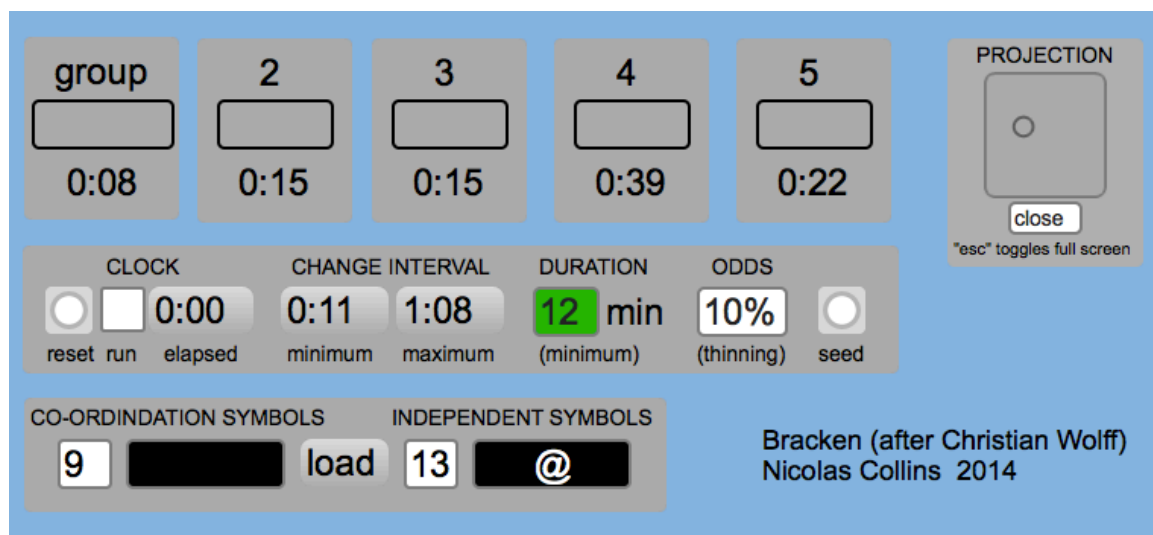 group 2 3 4 5
0:08 0:15 0:15 0:39 0:22
PROJECTION
close
"esc" toggles full screen
CLOCK CHANGE INTERVAL DURATION ODDS
0:00 0:11 1:08 12 min 10%
reset run elapsed minimum maximum (minimum) (thinning) seed
CO-ORDINDATION SYMBOLS INDEPENDENT SYMBOLS
9 load 13 @
Bracken (after Christian Wolff)
Nicolas Collins 2014